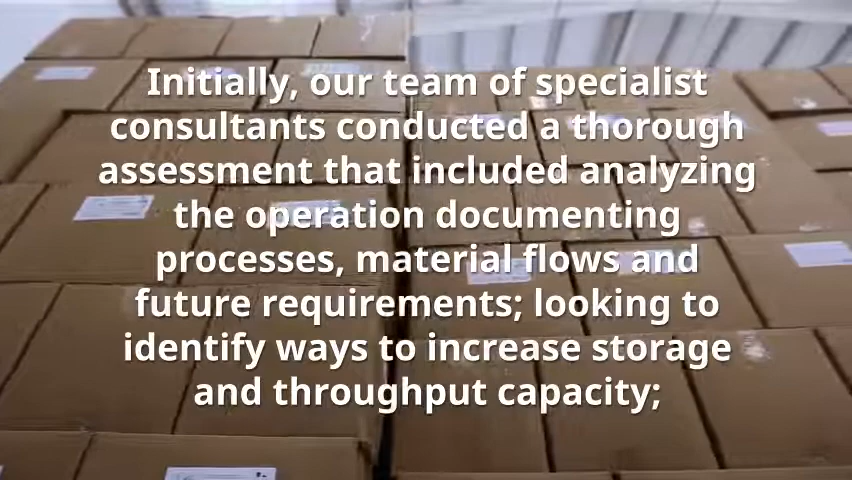 Initially, our team of specialist
consultants conducted a thorough
assessment that included analyzing
the operation documenting
processes, material flows and
future requirements; looking to
identify ways to increase storage
and throughput capacity;